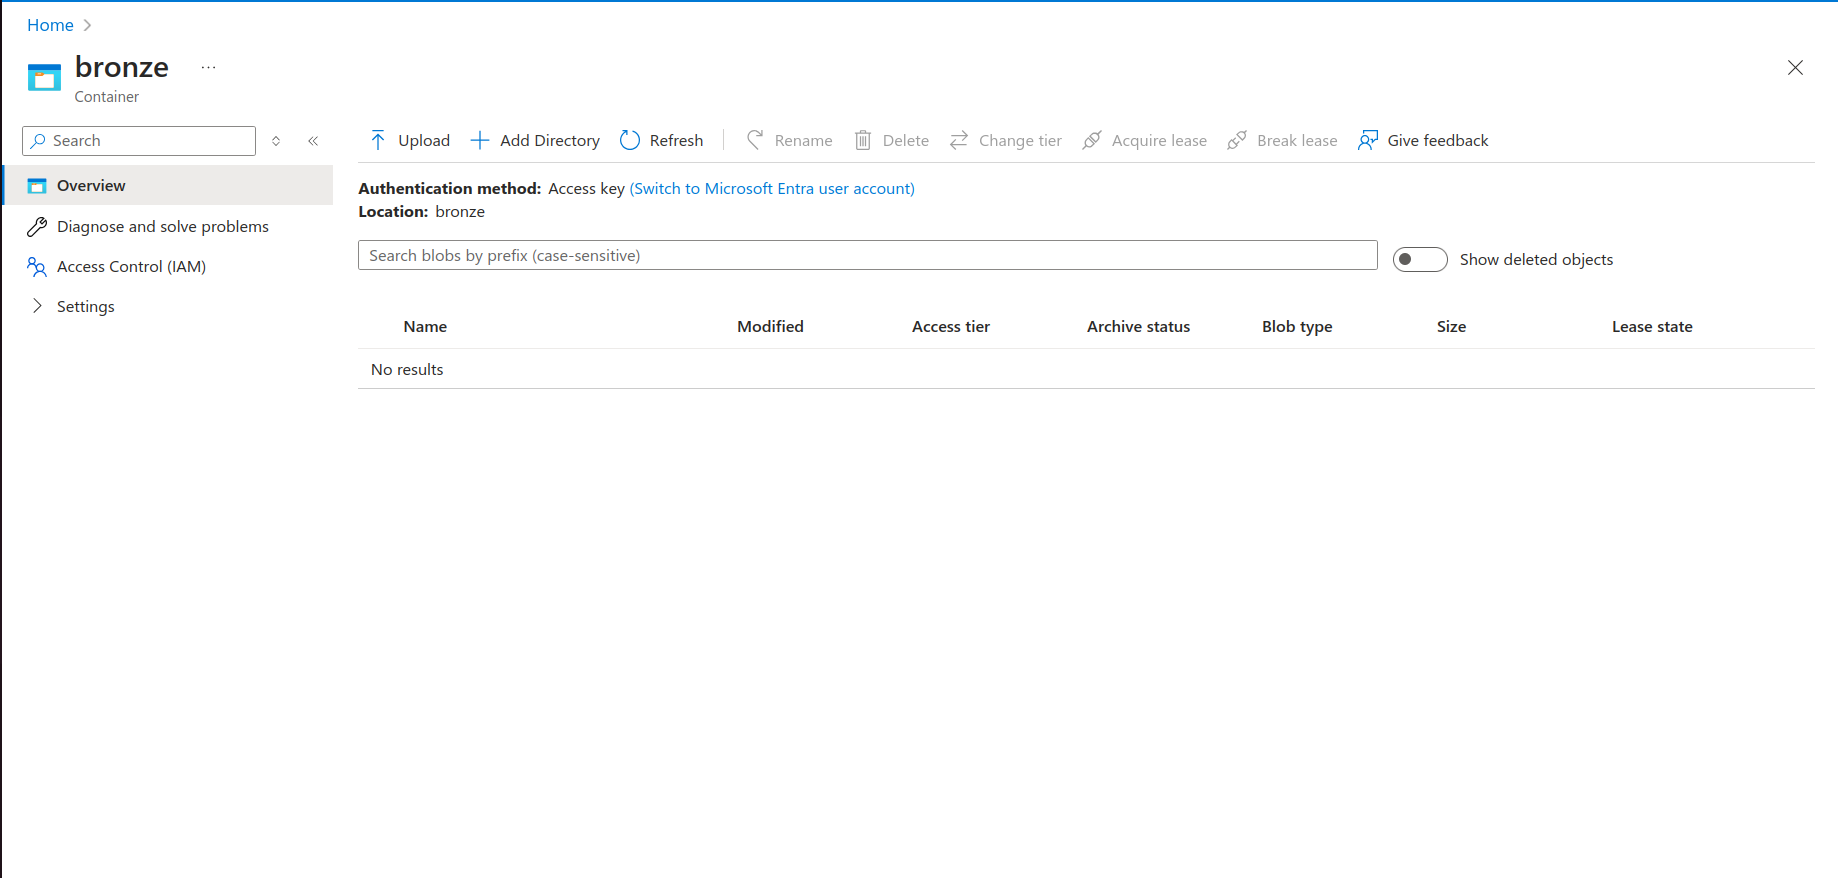 Home
bronze ...
Container
Search
Overview
Diagnose and solve problems
Access Control (IAM)
Settings
Upload Add Directory Refresh Rename Delete Change tier Acquire lease Break lease Give feedback
Authentication method: Access key (Switch to Microsoft Entra user account)
Location: bronze
Search blobs by prefix (case-sensitive)
Show deleted objects
Name Modified Access tier Archive status Blob type Size Lease state
No results